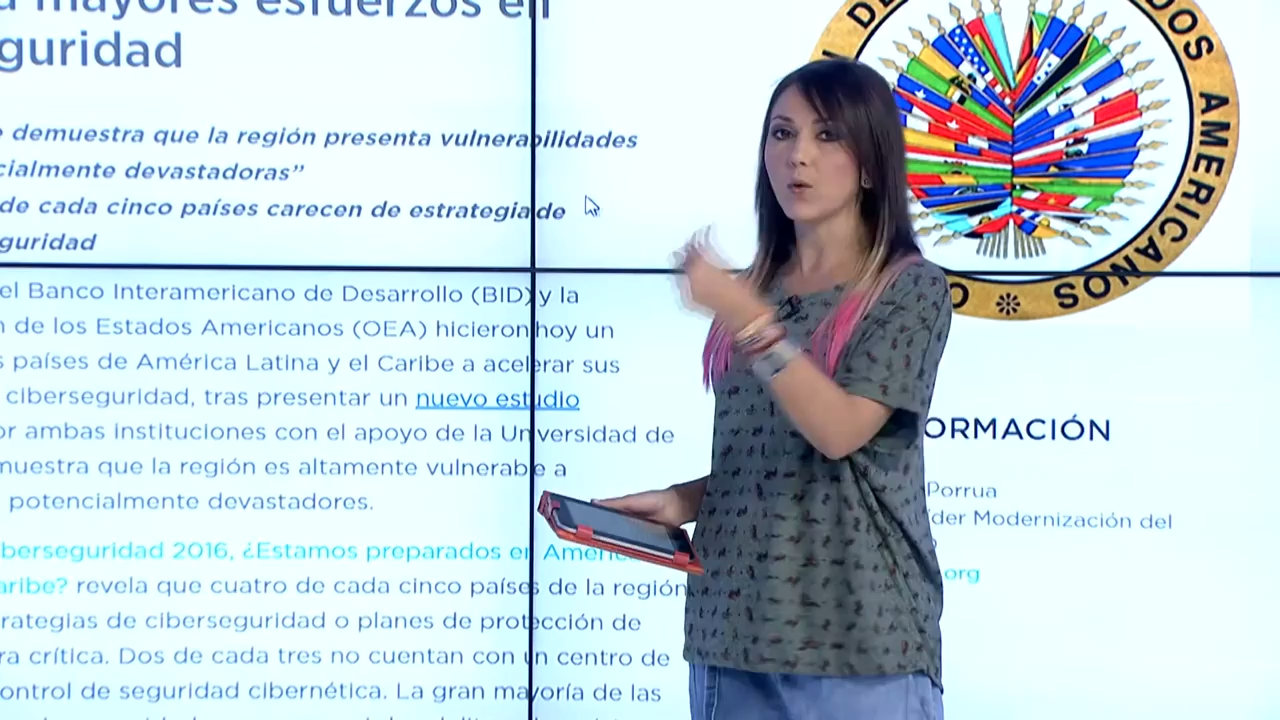 mayores esfuerzos en
guridad
demuestra que la región presenta vulnerabilidades
cialmente devastadoras”
de cada cinco países carecen de estrategia de
guridad
el Banco Interamericano de Desarrollo (BID) y la
de los Estados Americanos (OEA) hicieron hoy un
países de América Latina y el Caribe a acelerar sus
ciberseguridad, tras presentar un nuevo estudio
or ambas instituciones con el apoyo de la Universidad de
muestra que la región es altamente vulnerable a
potencialmente devastadores.
berseguridad 2016, ¿Estamos preparados en Améri
aribe? revela que cuatro de cada cinco países de la región
rategias de ciberseguridad o planes de protección de
ra crítica. Dos de cada tres no cuentan con un centro de
ontrol de seguridad cibernética. La gran mayoría de las
DE
DOS AMERICANOS
O
ORMACIÓN
Porrua
der Modernización del
.org